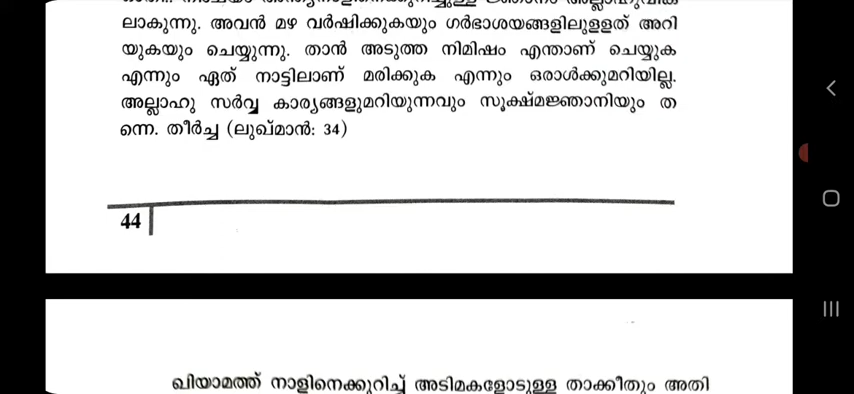 ലാകുന്നു. അവൻ മഴ വർഷിക്കുകയും ഗർഭാശയങ്ങളിലുളളത് അറി
യുകയും ചെയ്യുന്നു. താൻ അടുത്ത നിമിഷം എന്താണ് ചെയ്യുക
എന്നും ഏത് നാട്ടിലാണ് മരിക്കുക എന്നും ഒരാൾക്കുമറിയില്ല.
അല്ലാഹു സർവ്വ കാര്യങ്ങളുമറിയുന്നവും സൂക്ഷ്മജ്ഞാനിയും ത
ന്നെ. തീർച്ച (ലുഖ്മാൻ: 34)
44
ഖിയാമത്ത് നാളിനെക്കുറിച്ച് അടിമകളോടുള്ള താക്കീതും അതി